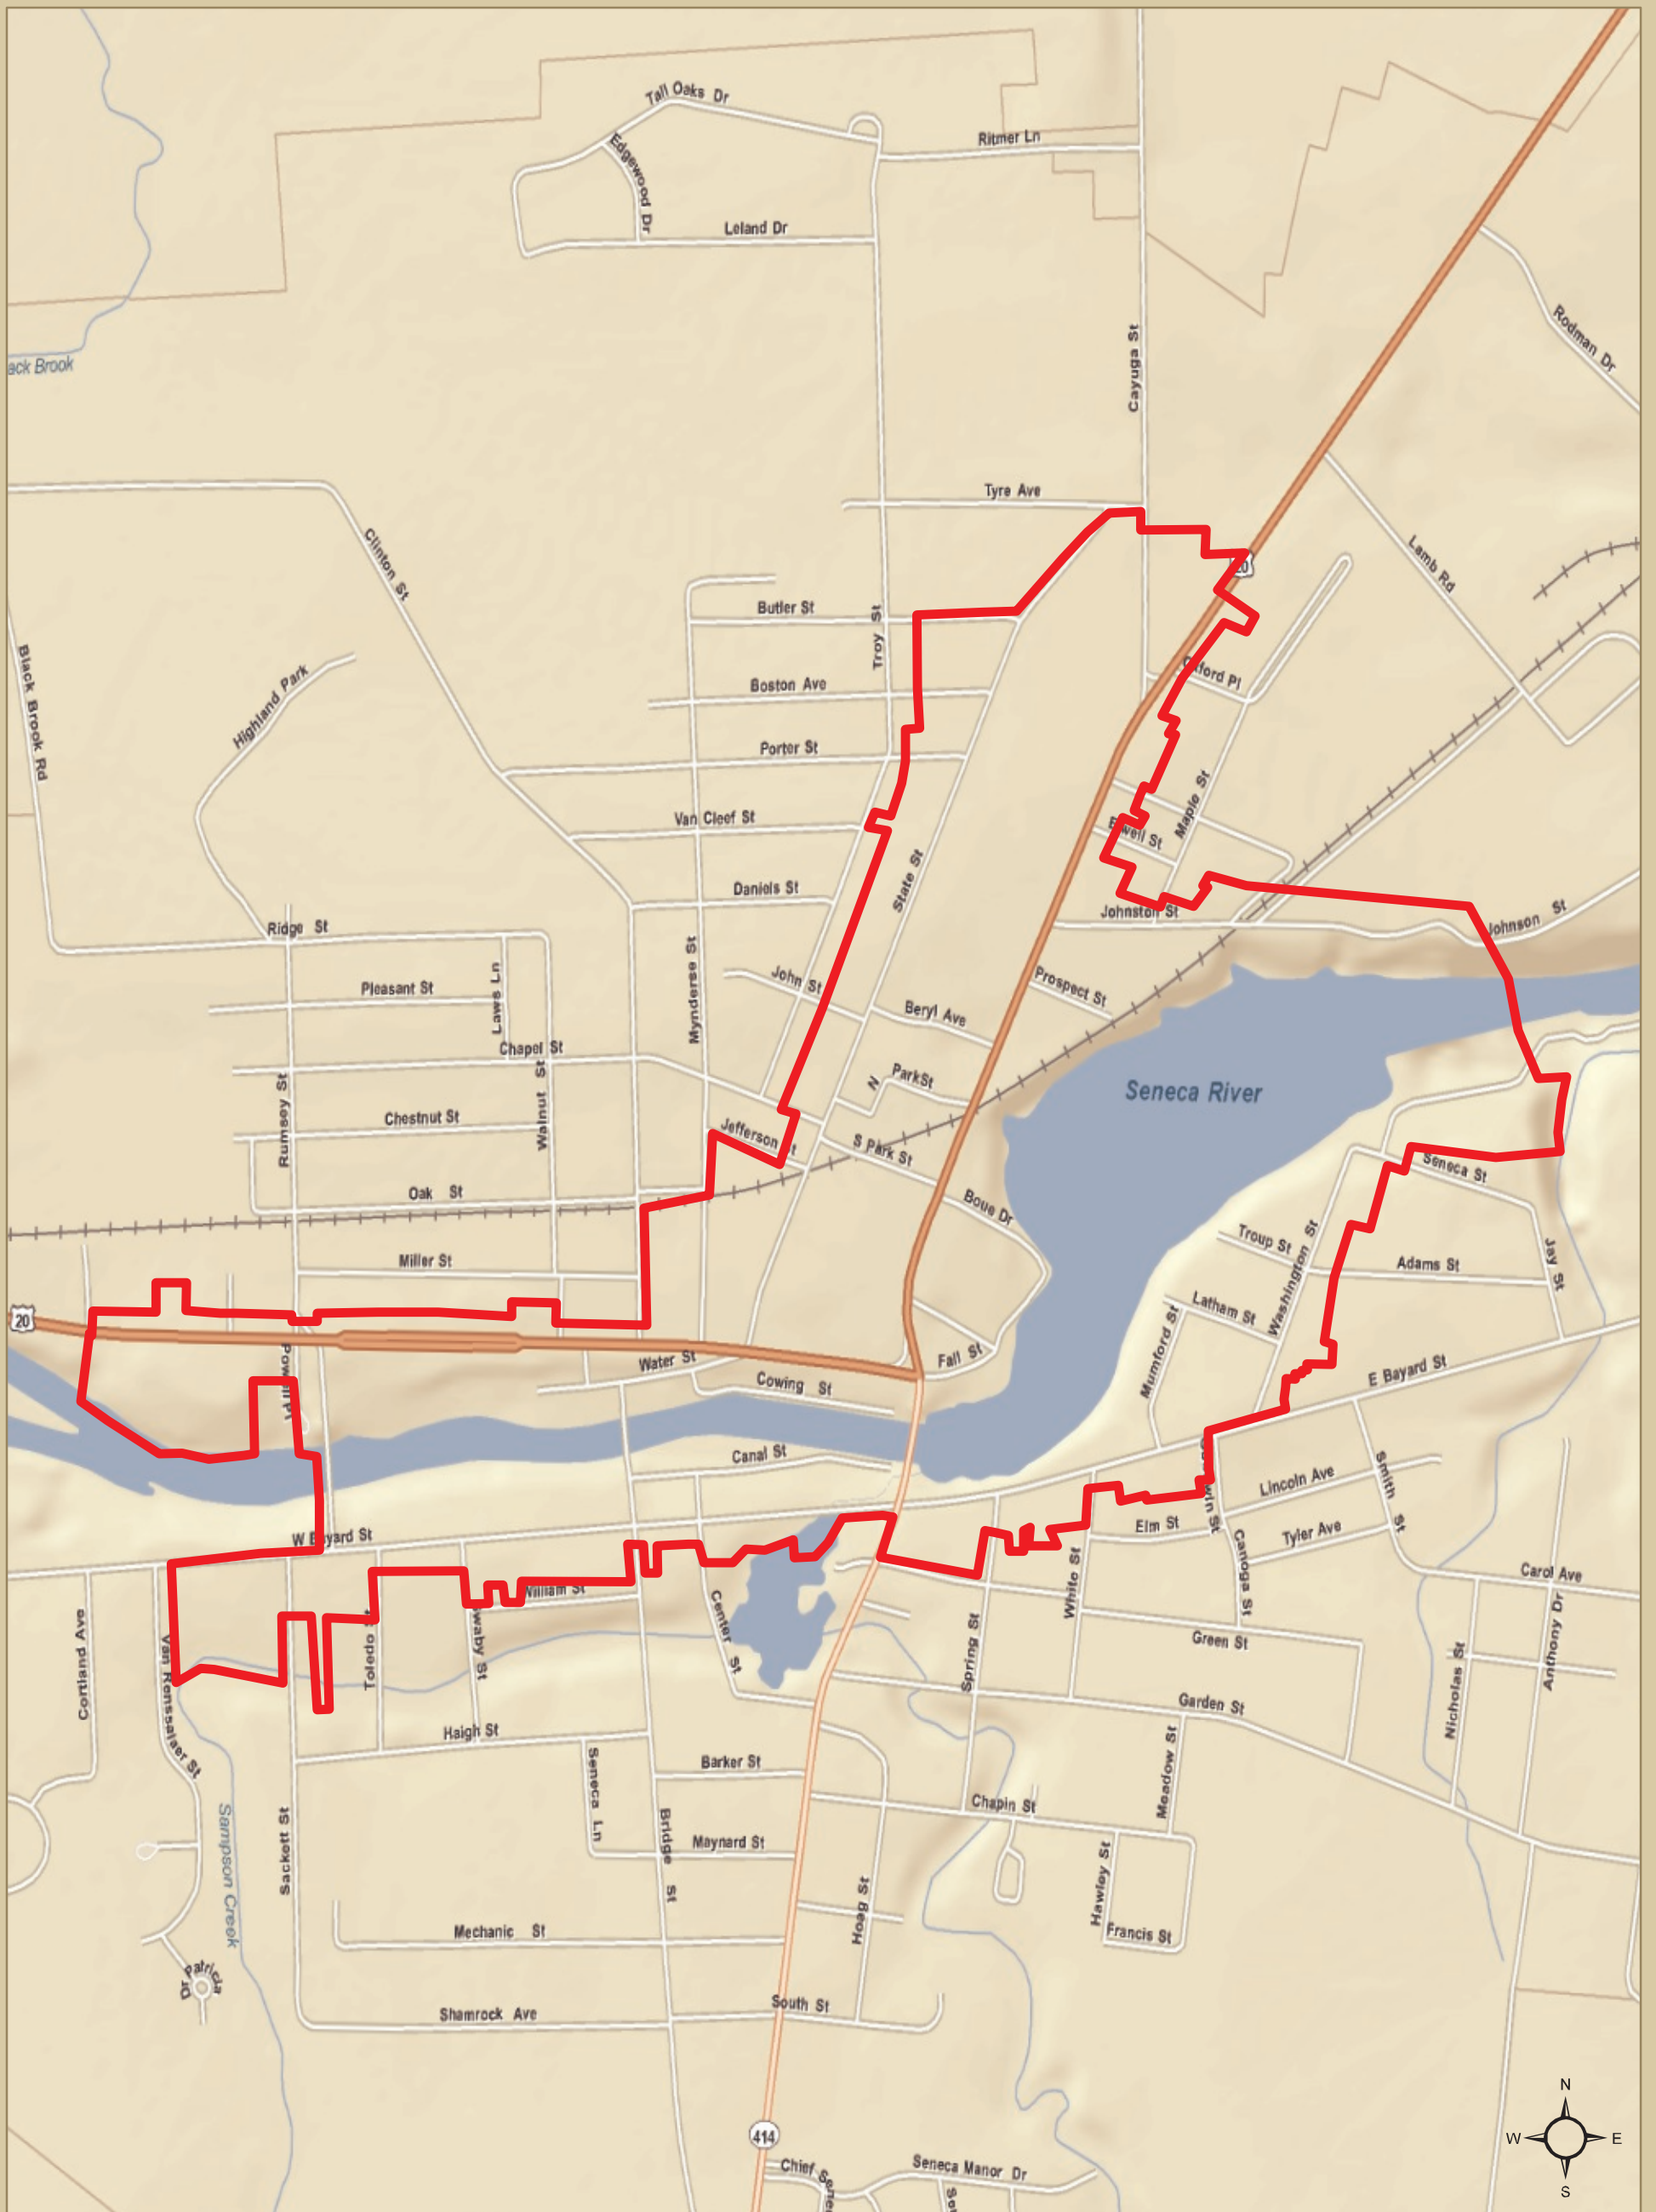 Tall Oaks Dr
Edgewood Dr
Ritmer Ln
Leland Dr
Cayuga St
Rodman Dr
ack Brook
Tyre Ave
Clinton St
Lamb Rd
20
Butler St
Troy St
Black Brook Rd
Highland Park
Boston Ave
Oxford Pl
Porter St
Van Cleef St
Maple St
State St
Daniels St
Johnston St
Johnson St
Ridge St
Mynderse St
John St
Prospect St
Pleasant St
Laws Ln
Beryl Ave
Chapel St
N
ParkSt
Seneca River
Rumsey St
Chestnut St
Walnut St
Jefferson St
S Park St
Seneca St
Oak St
Boue Dr
Troup St
Washington St
Jay St
Miller St
Adams St
Latham St
20
Mumford St
Water St
Fall St
E Bayard St
Cowing St
Canal St
Smith St
Lincoln Ave
W Bayard St
Elm St
Tyler Ave
Canoga St
White St
Carol Ave
William St
Center St
Cortland Ave
Van Renssalaer St
Toledo St
Swaby St
Spring St
Green St
Nicholas St
Anthony Dr
Garden St
Haigh St
Seneca Ln
Barker St
Meadow St
Chapin St
Sampson Creek
Sackett St
Bridge St
Maynard St
Hawley St
Hoag St
Mechanic St
Francis St
Patricia Dr
Shamrock Ave
South St
414
Seneca Manor Dr
N
W E
S